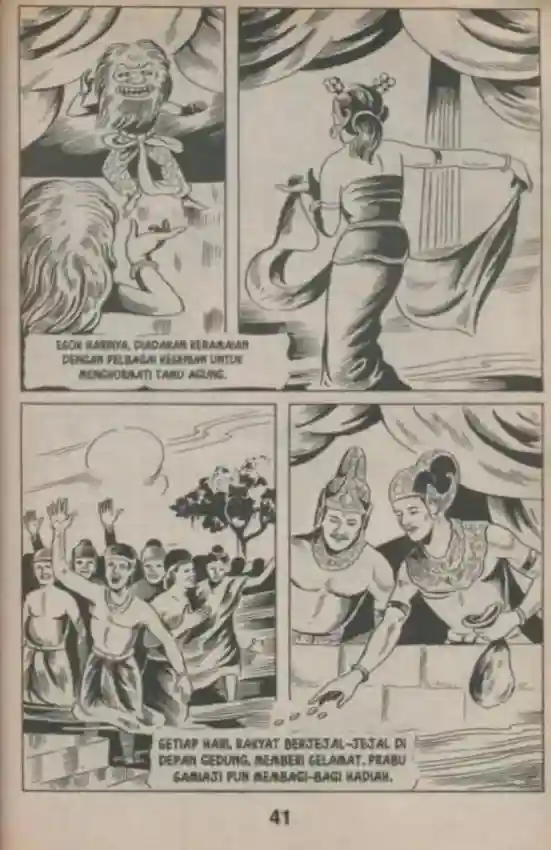 ESOK HARINYA, DIADAKAN KERAMAIAN
DENGAN PELBAGAI KESENIAN UNTUK
MENGHORMATI TAMU AGUNG.
SETIAP HARI, RAKYAT BERJEJAL-JEJAL DI
DEPAN GEDUNG, MEMBERI SELAMAT. PRABU
SAMIAJI PUN MEMBAGI-BAGI HADIAH.
41